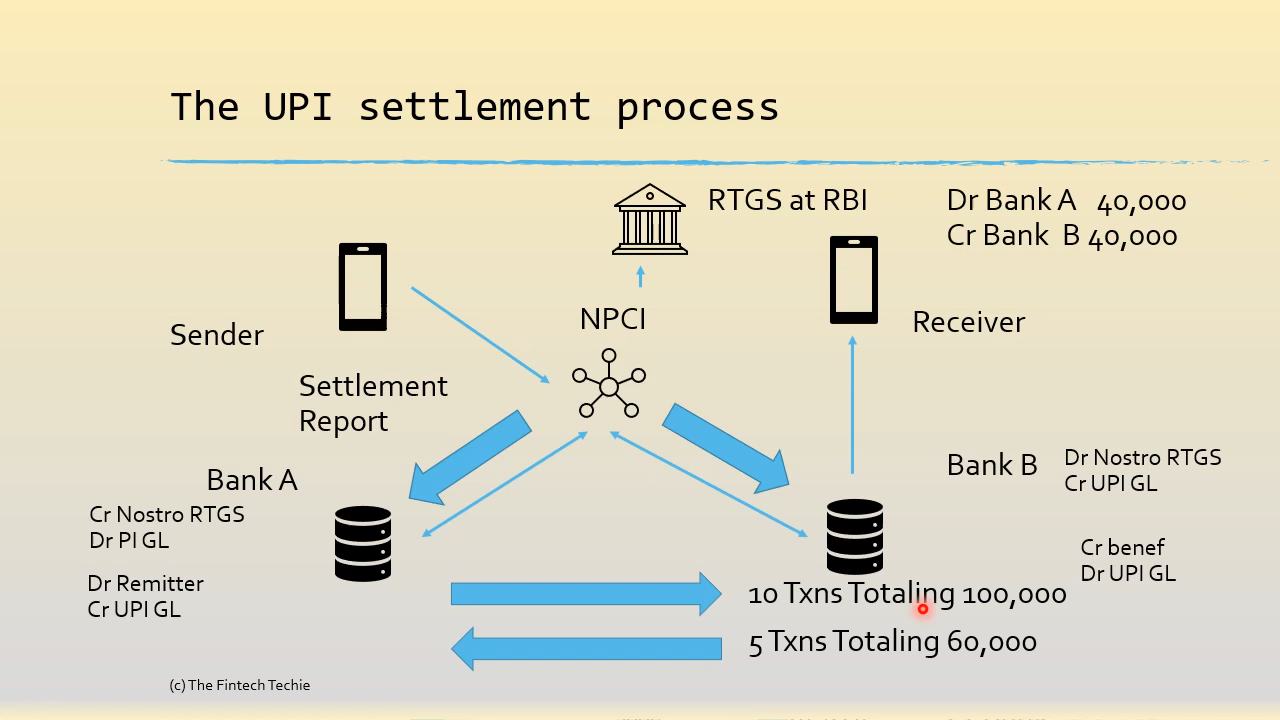 The UPI settlement process
RTGS at RBI
Dr Bank A 40,000
Cr Bank B 40,000
NPCI
Sender
Receiver
Settlement
Report
Bank A
Cr Nostro RTGS
Dr PI GL
Dr Remitter
Cr UPI GL
Bank B
Dr Nostro RTGS
Cr UPI GL
Cr benef
Dr UPI GL
10 Txns Totaling 100,000
5 Txns Totaling 60,000
(c) The Fintech Techie